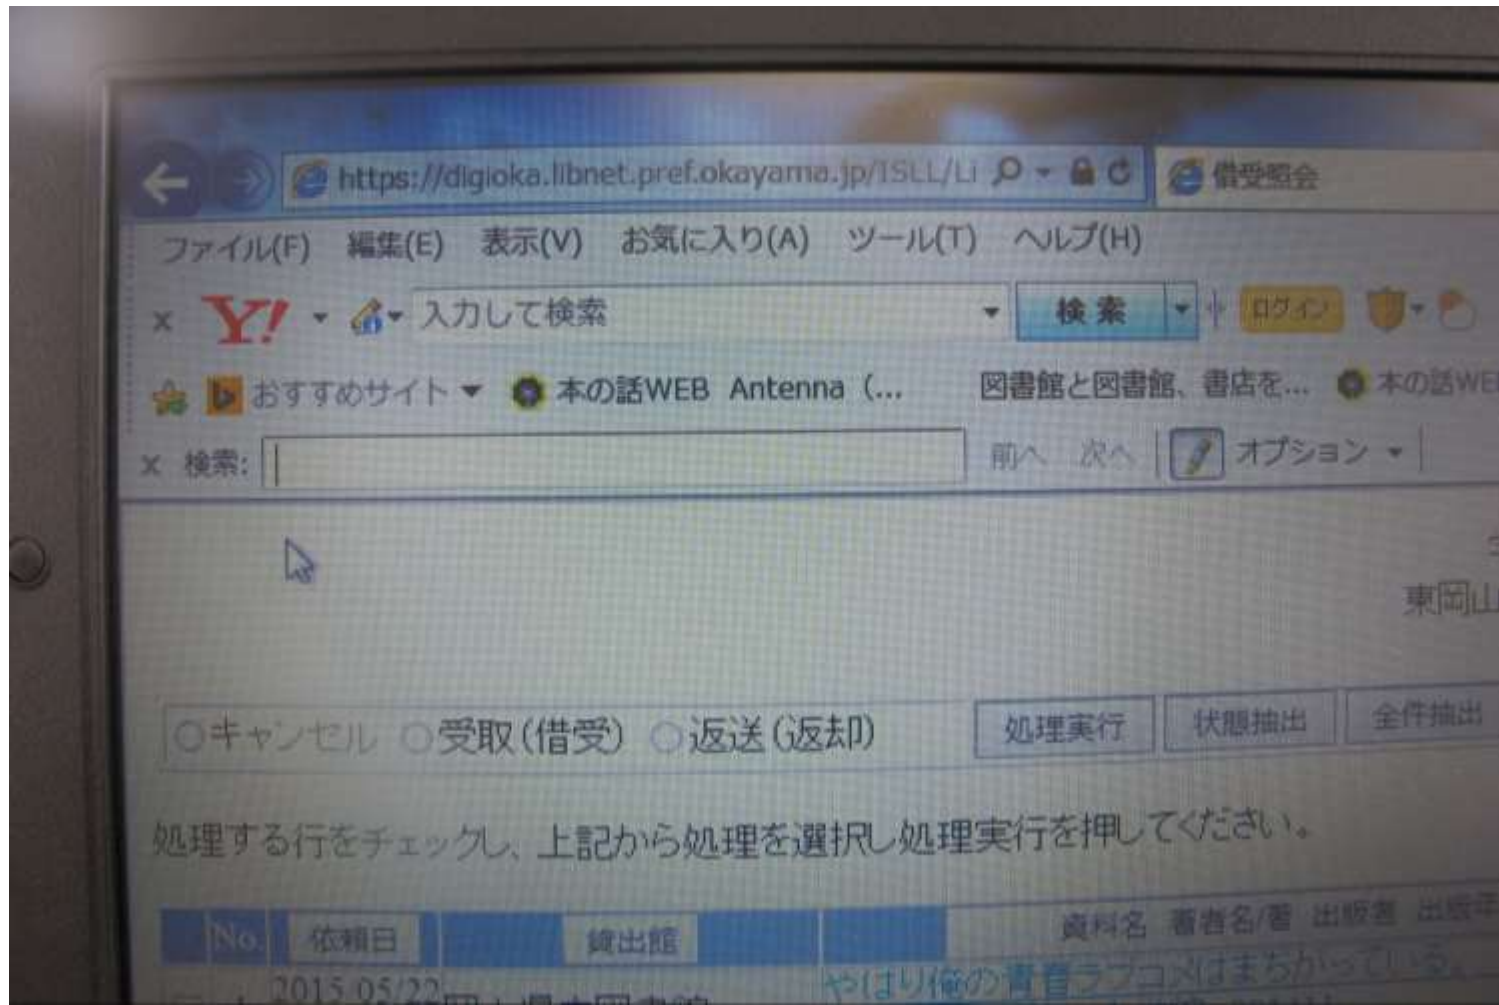 https://digioka.libnet.pref.okayama.jp/ISLL/Li 借受照会
ファイル(F) 編集(E) 表示(V) お気に入り(A) ツール(T) ヘルプ(H)
x Y! 入力して検索 検索 ログイン
おすすめサイト 本の話WEB Antenna (... 図書館と図書館、書店を... 本の話WEB
x 検索: 前へ 次へ オプション
東岡山
キャンセル 受取(借受) 返送(返却) 処理実行 状態抽出 全件抽出
処理する行をチェックし、上記から処理を選択し処理実行を押してください。
No. 依頼日 貸出館 資料名 著者名/著 出版者 出版年
2015/05/22 岡山県立図書館 やはり俺の青春ラブコメはまちがっている。